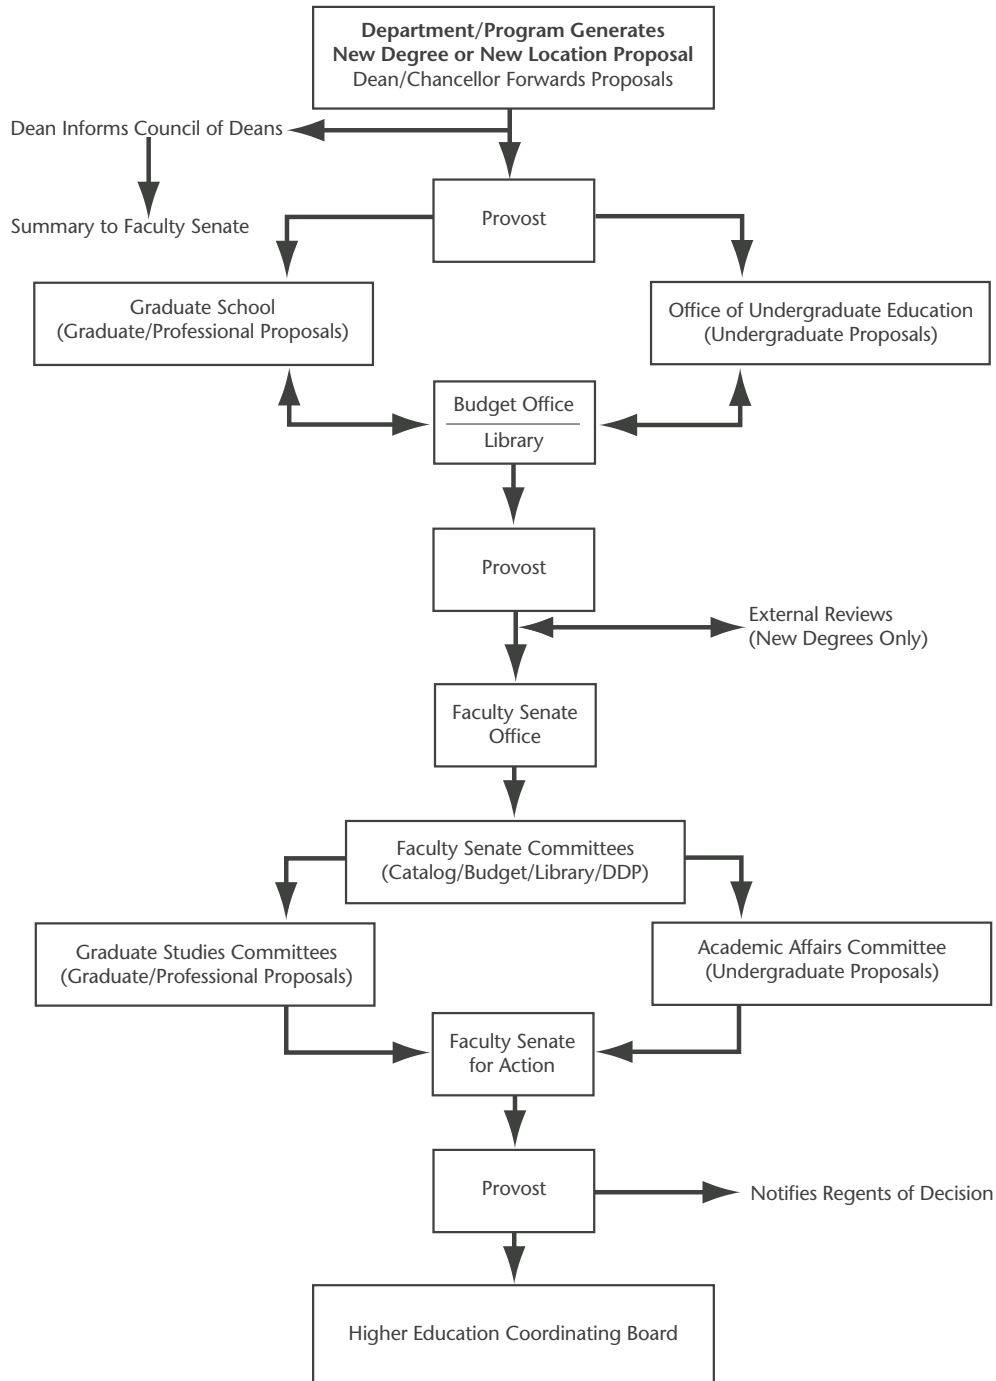 Department/Program Generates
New Degree or New Location Proposal
Dean/Chancellor Forwards Proposals
Dean Informs Council of Deans
Summary to Faculty Senate
Provost
Graduate School
(Graduate/Professional Proposals)
Office of Undergraduate Education
(Undergraduate Proposals)
Budget Office
Library
Provost
External Reviews
(New Degrees Only)
Faculty Senate
Office
Faculty Senate Committees
(Catalog/Budget/Library/DDP)
Graduate Studies Committees
(Graduate/Professional Proposals)
Academic Affairs Committee
(Undergraduate Proposals)
Faculty Senate
for Action
Provost
Notifies Regents of Decision
Higher Education Coordinating Board